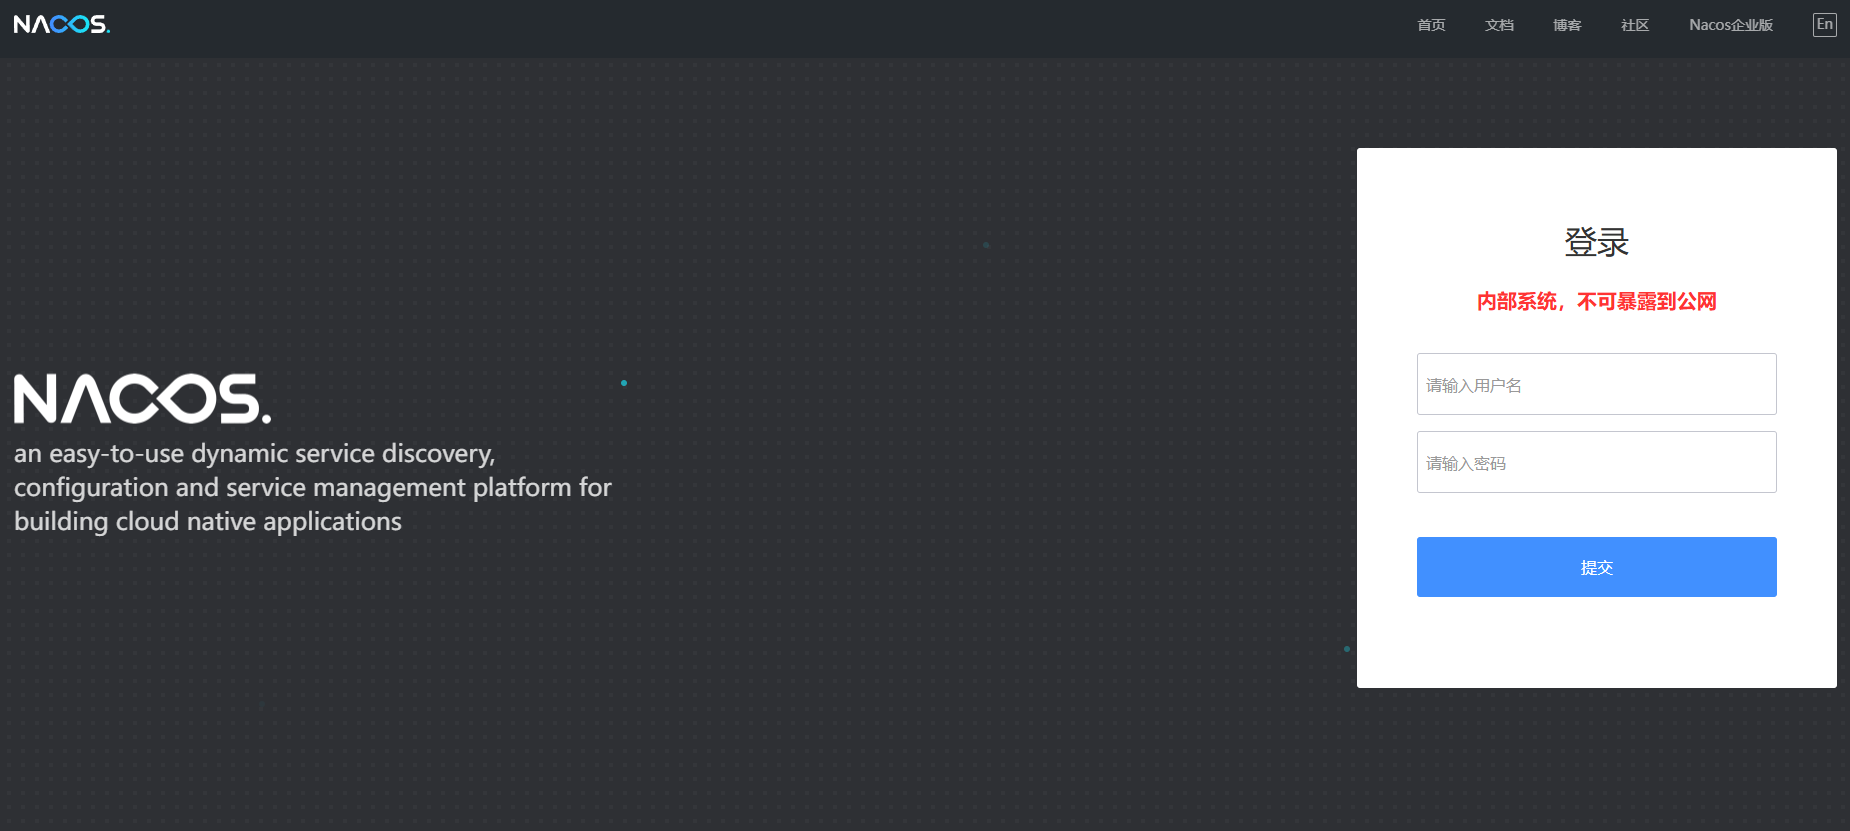 NACOS.
首页 文档 博客 社区 Nacos企业版 En
登录
内部系统，不可暴露到公网
请输入用户名
请输入密码
提交
NACOS.
an easy-to-use dynamic service discovery,
configuration and service management platform for
building cloud native applications